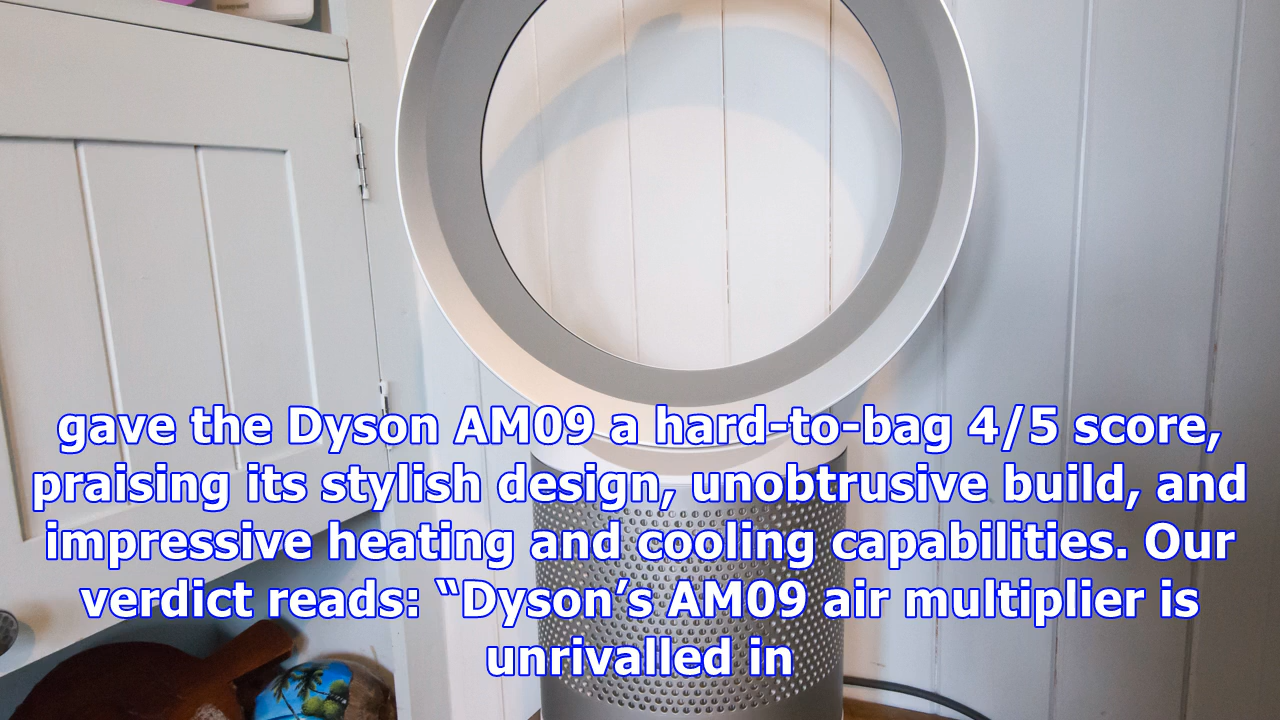 gave the Dyson AM09 a hard-to-bag 4/5 score,
praising its stylish design, unobtrusive build, and
impressive heating and cooling capabilities. Our
verdict reads: “Dyson’s AM09 air multiplier is
unrivalled in